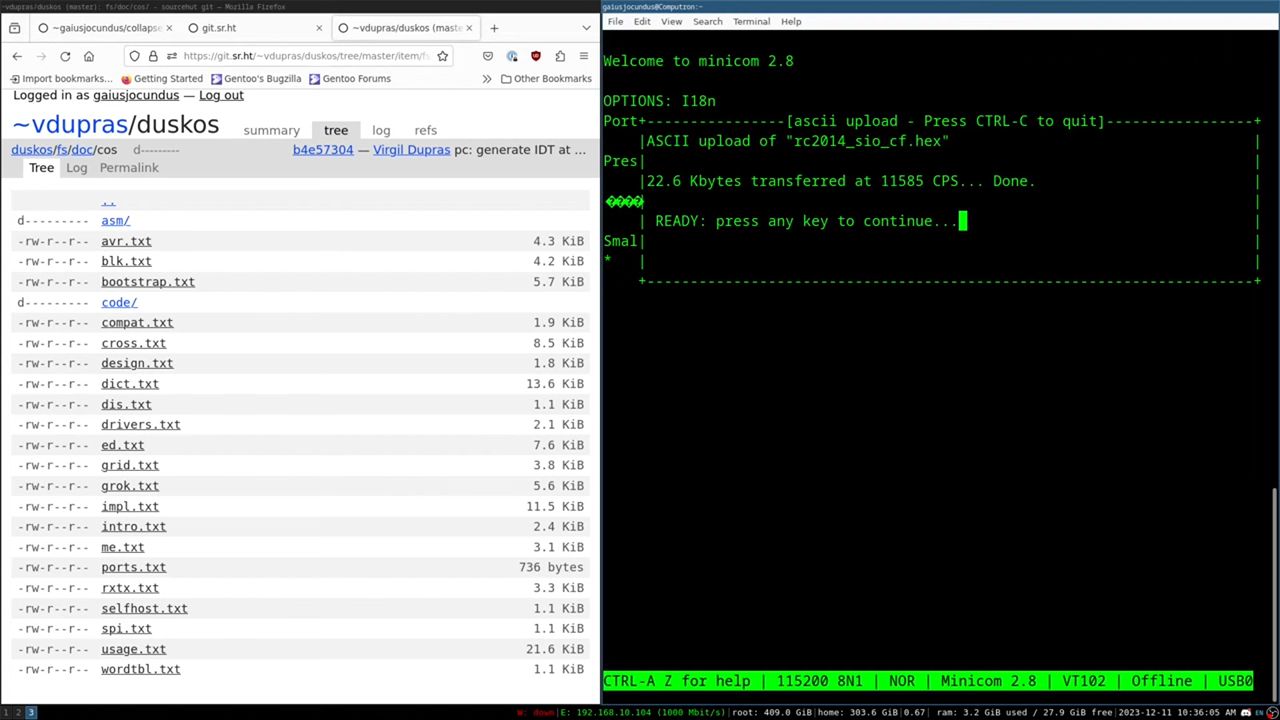 ~vdupras/duskos (master): fs/doc/cos/ - sourcehut git — Mozilla Firefox
~gaiusjocundus/collapse
git.sr.ht
~vdupras/duskos (maste
https://git.sr.ht/~vdupras/duskos/tree/master/item/f
Import bookmarks... Getting Started Gentoo's Bugzilla Gentoo Forums Other Bookmarks
Logged in as gaiusjocundus — Log out
~vdupras/duskos summary tree log refs
duskos/fs/doc/cos d--------- b4e57304 — Virgil Dupras pc: generate IDT at ...
Tree Log Permalink
..
d--------- asm/
-rw-r--r-- avr.txt 4.3 KiB
-rw-r--r-- blk.txt 4.2 KiB
-rw-r--r-- bootstrap.txt 5.7 KiB
d--------- code/
-rw-r--r-- compat.txt 1.9 KiB
-rw-r--r-- cross.txt 8.5 KiB
-rw-r--r-- design.txt 1.8 KiB
-rw-r--r-- dict.txt 13.6 KiB
-rw-r--r-- dis.txt 1.1 KiB
-rw-r--r-- drivers.txt 2.1 KiB
-rw-r--r-- ed.txt 7.6 KiB
-rw-r--r-- grid.txt 3.8 KiB
-rw-r--r-- grok.txt 5.6 KiB
-rw-r--r-- impl.txt 11.5 KiB
-rw-r--r-- intro.txt 2.4 KiB
-rw-r--r-- me.txt 3.1 KiB
-rw-r--r-- ports.txt 736 bytes
-rw-r--r-- rxtx.txt 3.3 KiB
-rw-r--r-- selfhost.txt 1.1 KiB
-rw-r--r-- spi.txt 1.1 KiB
-rw-r--r-- usage.txt 21.6 KiB
-rw-r--r-- wordtbl.txt 1.1 KiB
gaiusjocundus@Computron:~
File Edit View Search Terminal Help
Welcome to minicom 2.8
OPTIONS: I18n
Port+----------------[ascii upload - Press CTRL-C to quit]-----------------+
|ASCII upload of "rc2014_sio_cf.hex" |
Pres| |
|22.6 Kbytes transferred at 11585 CPS... Done. |
����| |
| READY: press any key to continue... |
Smal| |
* | |
+----------------------------------------------------------------------+
CTRL-A Z for help | 115200 8N1 | NOR | Minicom 2.8 | VT102 | Offline | USB0
1 2 3 W: down|E: 192.168.10.104 (1000 Mbit/s)|root: 409.0 GiB|home: 303.6 GiB|0.67 |ram: 3.2 GiB used / 27.9 GiB free|2023-12-11 10:36:05 AM EN